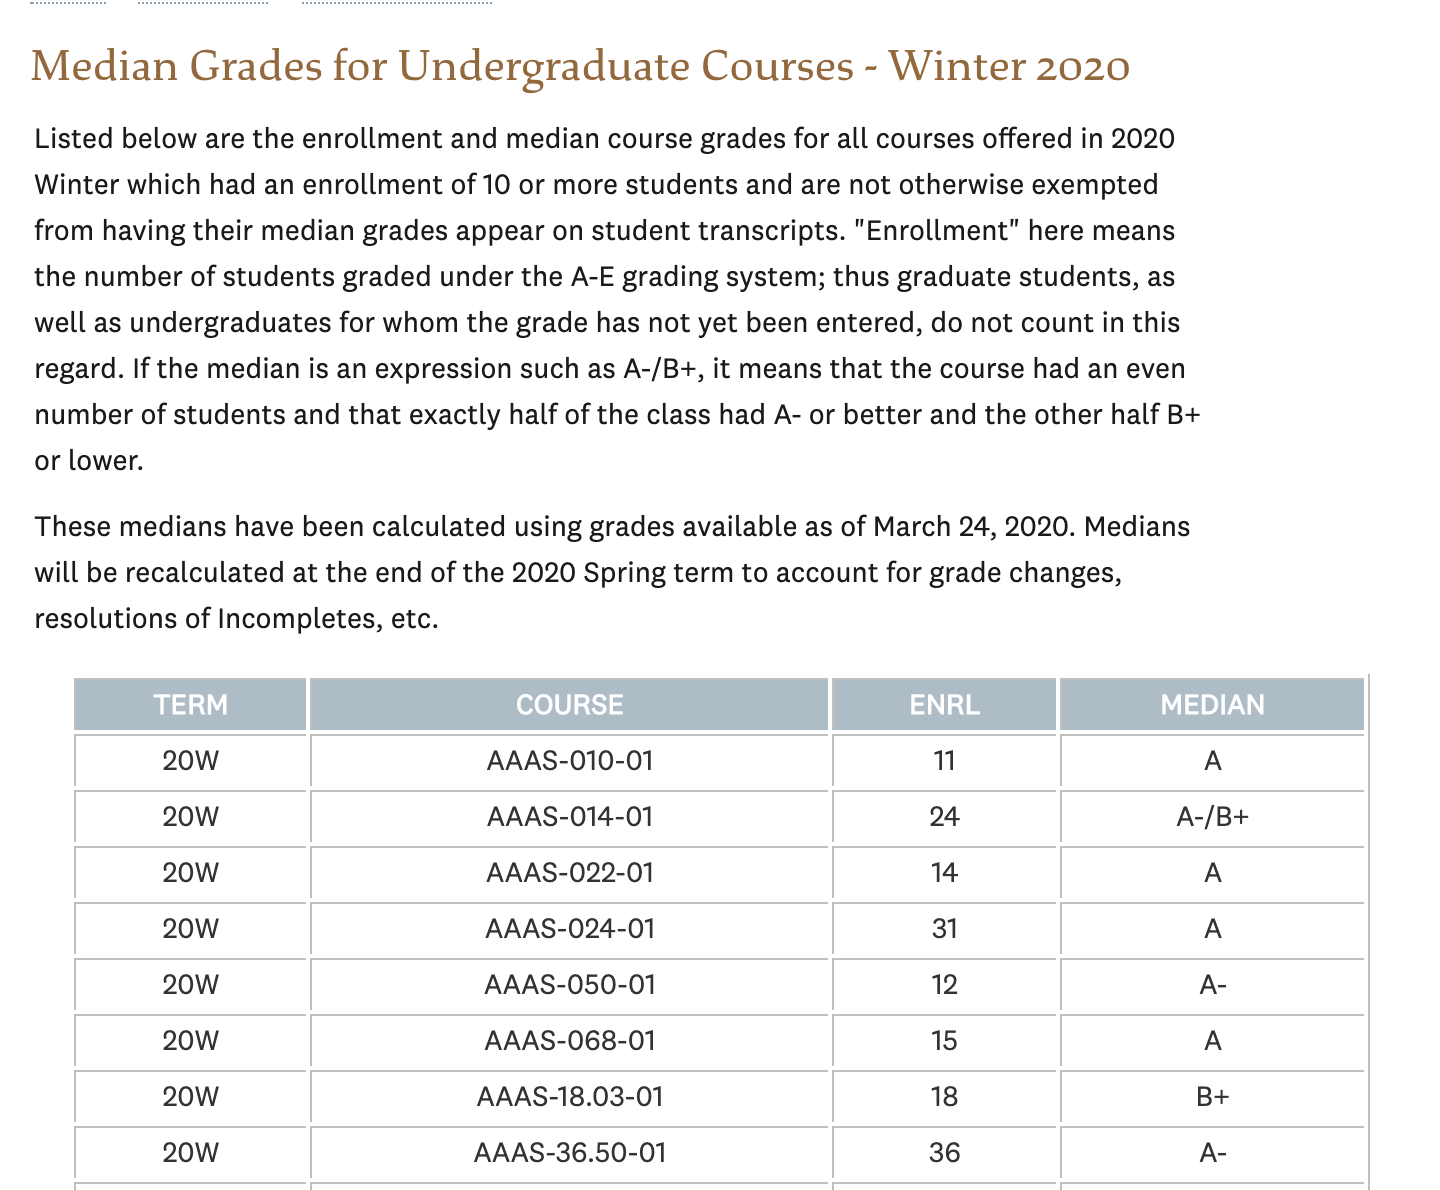 Median Grades for Undergraduate Courses - Winter 2020
Listed below are the enrollment and median course grades for all courses offered in 2020
Winter which had an enrollment of 10 or more students and are not otherwise exempted
from having their median grades appear on student transcripts. "Enrollment" here means
the number of students graded under the A-E grading system; thus graduate students, as
well as undergraduates for whom the grade has not yet been entered, do not count in this
regard. If the median is an expression such as A-/B+, it means that the course had an even
number of students and that exactly half of the class had A- or better and the other half B+
or lower.
These medians have been calculated using grades available as of March 24, 2020. Medians
will be recalculated at the end of the 2020 Spring term to account for grade changes,
resolutions of Incompletes, etc.
TERM COURSE ENRL MEDIAN
20W AAAS-010-01 11 A
20W AAAS-014-01 24 A-/B+
20W AAAS-022-01 14 A
20W AAAS-024-01 31 A
20W AAAS-050-01 12 A-
20W AAAS-068-01 15 A
20W AAAS-18.03-01 18 B+
20W AAAS-36.50-01 36 A-